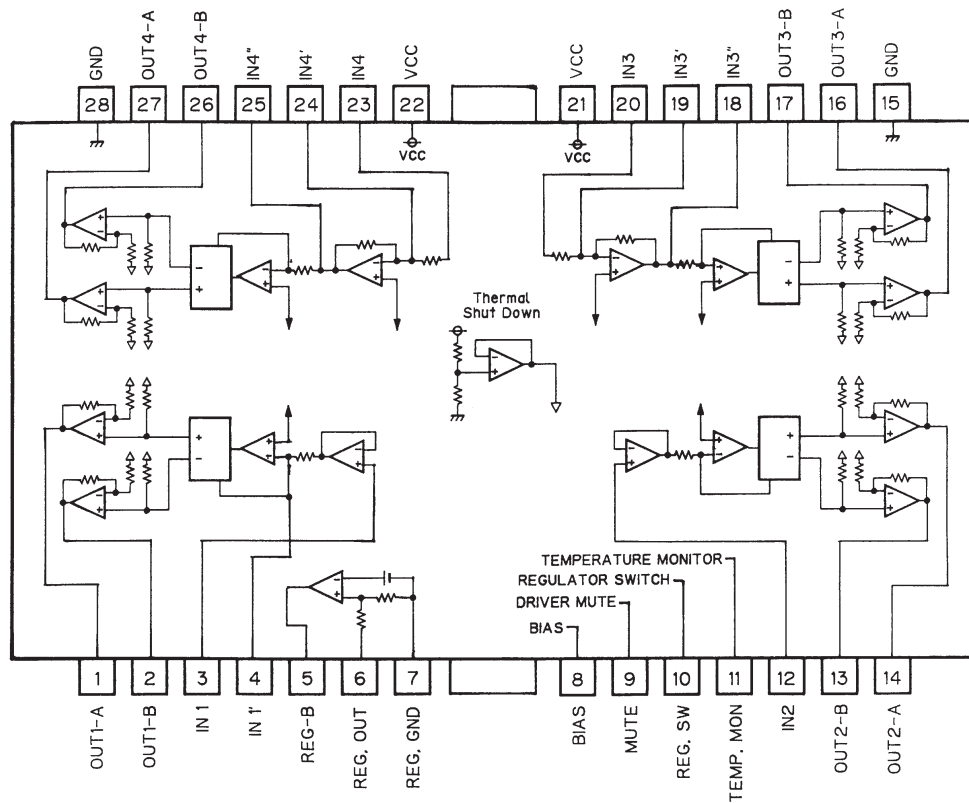 GND
OUT4-A
OUT4-B
IN4"
IN4'
IN4
VCC
VCC
IN3
IN3'
IN3"
OUT3-B
OUT3-A
GND
28
27
26
25
24
23
22
21
20
19
18
17
16
15
VCC
VCC
Thermal
Shut Down
TEMPERATURE MONITOR
REGULATOR SWITCH
DRIVER MUTE
BIAS
1
2
3
4
5
6
7
8
9
10
11
12
13
14
OUT1-A
OUT1-B
IN 1
IN 1'
REG-B
REG, OUT
REG, GND
BIAS
MUTE
REG, SW
TEMP, MON
IN2
OUT2-B
OUT2-A